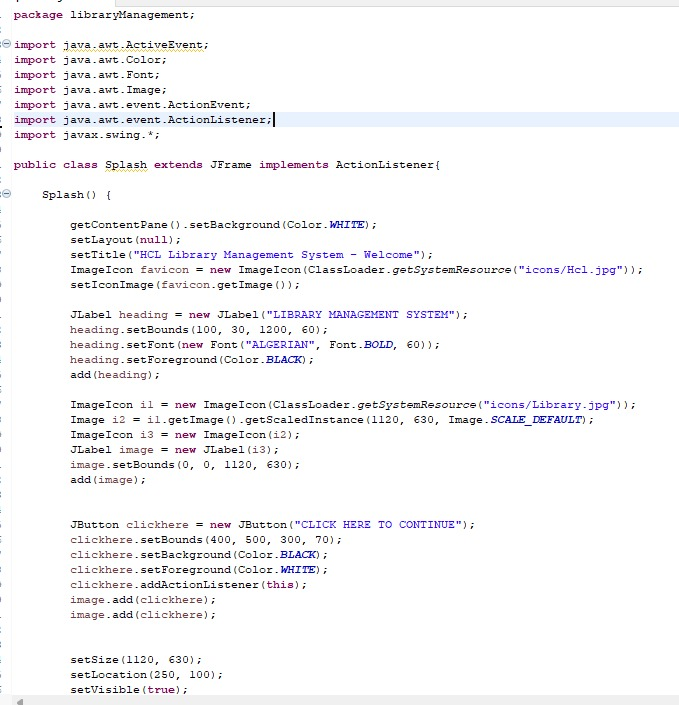 package libraryManagement;
import java.awt.ActiveEvent;
import java.awt.Color;
import java.awt.Font;
import java.awt.Image;
import java.awt.event.ActionEvent;
import java.awt.event.ActionListener;
import javax.swing.*;
public class Splash extends JFrame implements ActionListener{
Splash() {
getContentPane().setBackground(Color.WHITE);
setLayout(null);
setTitle("HCL Library Management System - Welcome");
ImageIcon favicon = new ImageIcon(ClassLoader.getSystemResource("icons/Hcl.jpg"));
setIconImage(favicon.getImage());
JLabel heading = new JLabel("LIBRARY MANAGEMENT SYSTEM");
heading.setBounds(100, 30, 1200, 60);
heading.setFont(new Font("ALGERIAN", Font.BOLD, 60));
heading.setForeground(Color.BLACK);
add(heading);
ImageIcon i1 = new ImageIcon(ClassLoader.getSystemResource("icons/Library.jpg"));
Image i2 = i1.getImage().getScaledInstance(1120, 630, Image.SCALE_DEFAULT);
ImageIcon i3 = new ImageIcon(i2);
JLabel image = new JLabel(i3);
image.setBounds(0, 0, 1120, 630);
add(image);
JButton clickhere = new JButton("CLICK HERE TO CONTINUE");
clickhere.setBounds(400, 500, 300, 70);
clickhere.setBackground(Color.BLACK);
clickhere.setForeground(Color.WHITE);
clickhere.addActionListener(this);
image.add(clickhere);
image.add(clickhere);
setSize(1120, 630);
setLocation(250, 100);
setVisible(true);